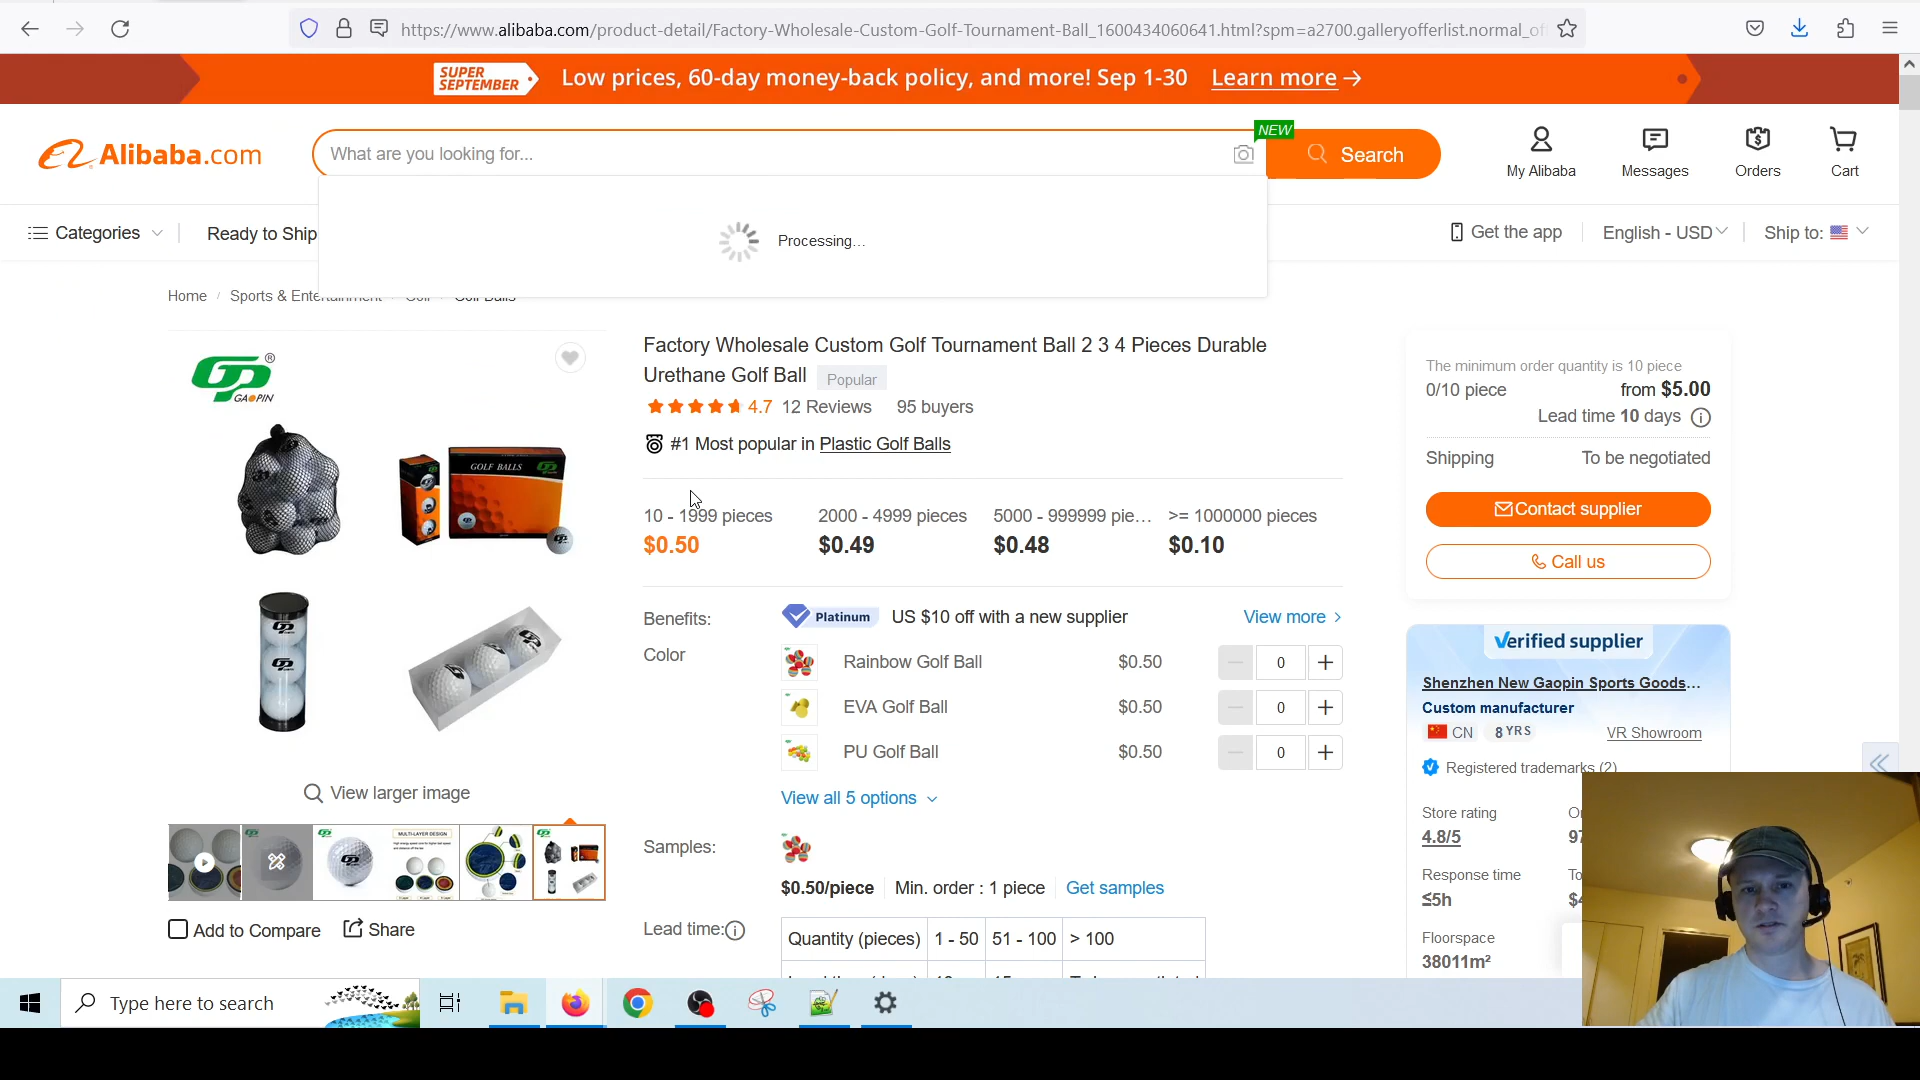 https://www.alibaba.com/product-detail/Factory-Wholesale-Custom-Golf-Tournament-Ball_1600434060641.html?spm=a2700.galleryofferlist.normal_of
SUPER
SEPTEMBER
Low prices, 60-day money-back policy, and more! Sep 1-30 Learn more →
NEW
Alibaba.com
What are you looking for...
Search
My Alibaba
Messages
Orders
Cart
Processing...
Categories
Ready to Ship
Get the app
English - USD
Ship to:
Home / Sports & Entertainment / Golf / Golf Balls
GAOPIN
GOLF BALLS
View larger image
MULTI-LAYER DESIGN
Add to Compare
Share
Factory Wholesale Custom Golf Tournament Ball 2 3 4 Pieces Durable
Urethane Golf Ball Popular
4.7 12 Reviews 95 buyers
#1 Most popular in Plastic Golf Balls
10 - 1999 pieces
$0.50
2000 - 4999 pieces
$0.49
5000 - 999999 pie...
$0.48
>= 1000000 pieces
$0.10
Benefits:
Platinum US $10 off with a new supplier View more >
Color
Rainbow Golf Ball $0.50 0 +
EVA Golf Ball $0.50 0 +
PU Golf Ball $0.50 0 +
View all 5 options
Samples:
$0.50/piece Min. order : 1 piece Get samples
Lead time:
Quantity (pieces) 1 - 50 51 - 100 > 100
The minimum order quantity is 10 piece
0/10 piece from $5.00
Lead time 10 days
Shipping To be negotiated
Contact supplier
Call us
Verified supplier
Shenzhen New Gaopin Sports Goods...
Custom manufacturer
CN 8 YRS VR Showroom
Registered trademarks (2)
Store rating
4.8/5
Response time
≤5h
Floorspace
38011m²
Type here to search